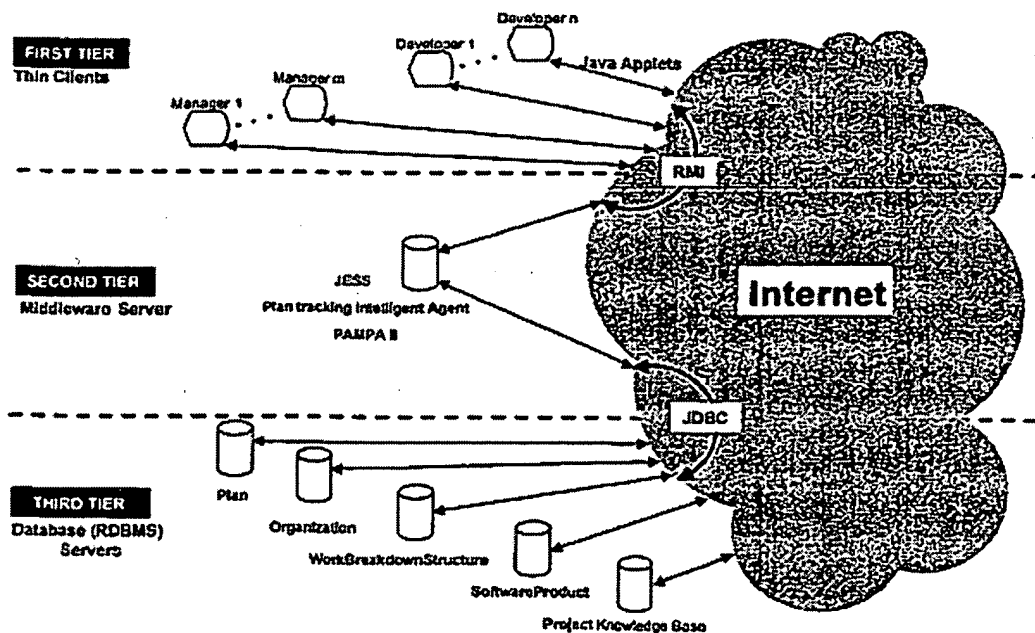 Developer n
FIRST TIER
Thin Clients
Developer 1
Java Applets
Manager m
Manager 1
RMI
SECOND TIER
Middleware Server
JESS
Plan tracking Intelligent Agent
PAMPA II
Internet
JDBC
THIRD TIER
Database (RDBMS)
Servers
Plan
Organization
WorkBreakdownStructure
SoftwareProduct
Project Knowledge Base